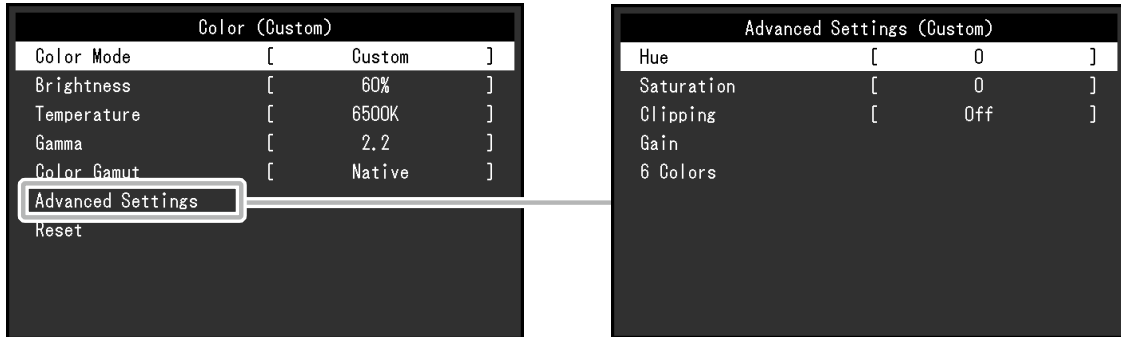 Color (Custom)
Color Mode [ Custom ]
Brightness [ 60% ]
Temperature [ 6500K ]
Gamma [ 2.2 ]
Color Gamut [ Native ]
Advanced Settings
Reset
Advanced Settings (Custom)
Hue [ 0 ]
Saturation [ 0 ]
Clipping [ Off ]
Gain
6 Colors